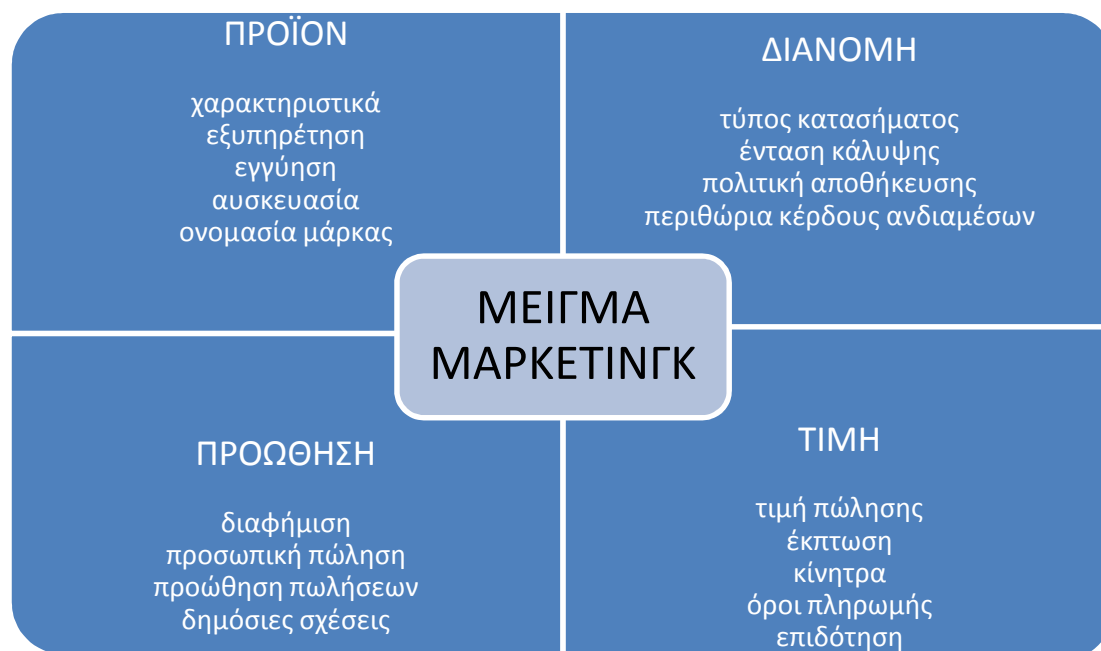 ΠΡΟΪΟΝ
χαρακτηριστικά
εξυπηρέτηση
εγγύηση
αυσκευασία
ονομασία μάρκας
ΔΙΑΝΟΜΗ
τύπος κατασήματος
ένταση κάλυψης
πολιτική αποθήκευσης
περιθώρια κέρδους ανδιαμέσων
ΜΕΙΓΜΑ
ΜΑΡΚΕΤΙΝΓΚ
ΠΡΟΩΘΗΣΗ
διαφήμιση
προσωπική πώληση
προώθηση πωλήσεων
δημόσιες σχέσεις
ΤΙΜΗ
τιμή πώλησης
έκπτωση
κίνητρα
όροι πληρωμής
επιδότηση